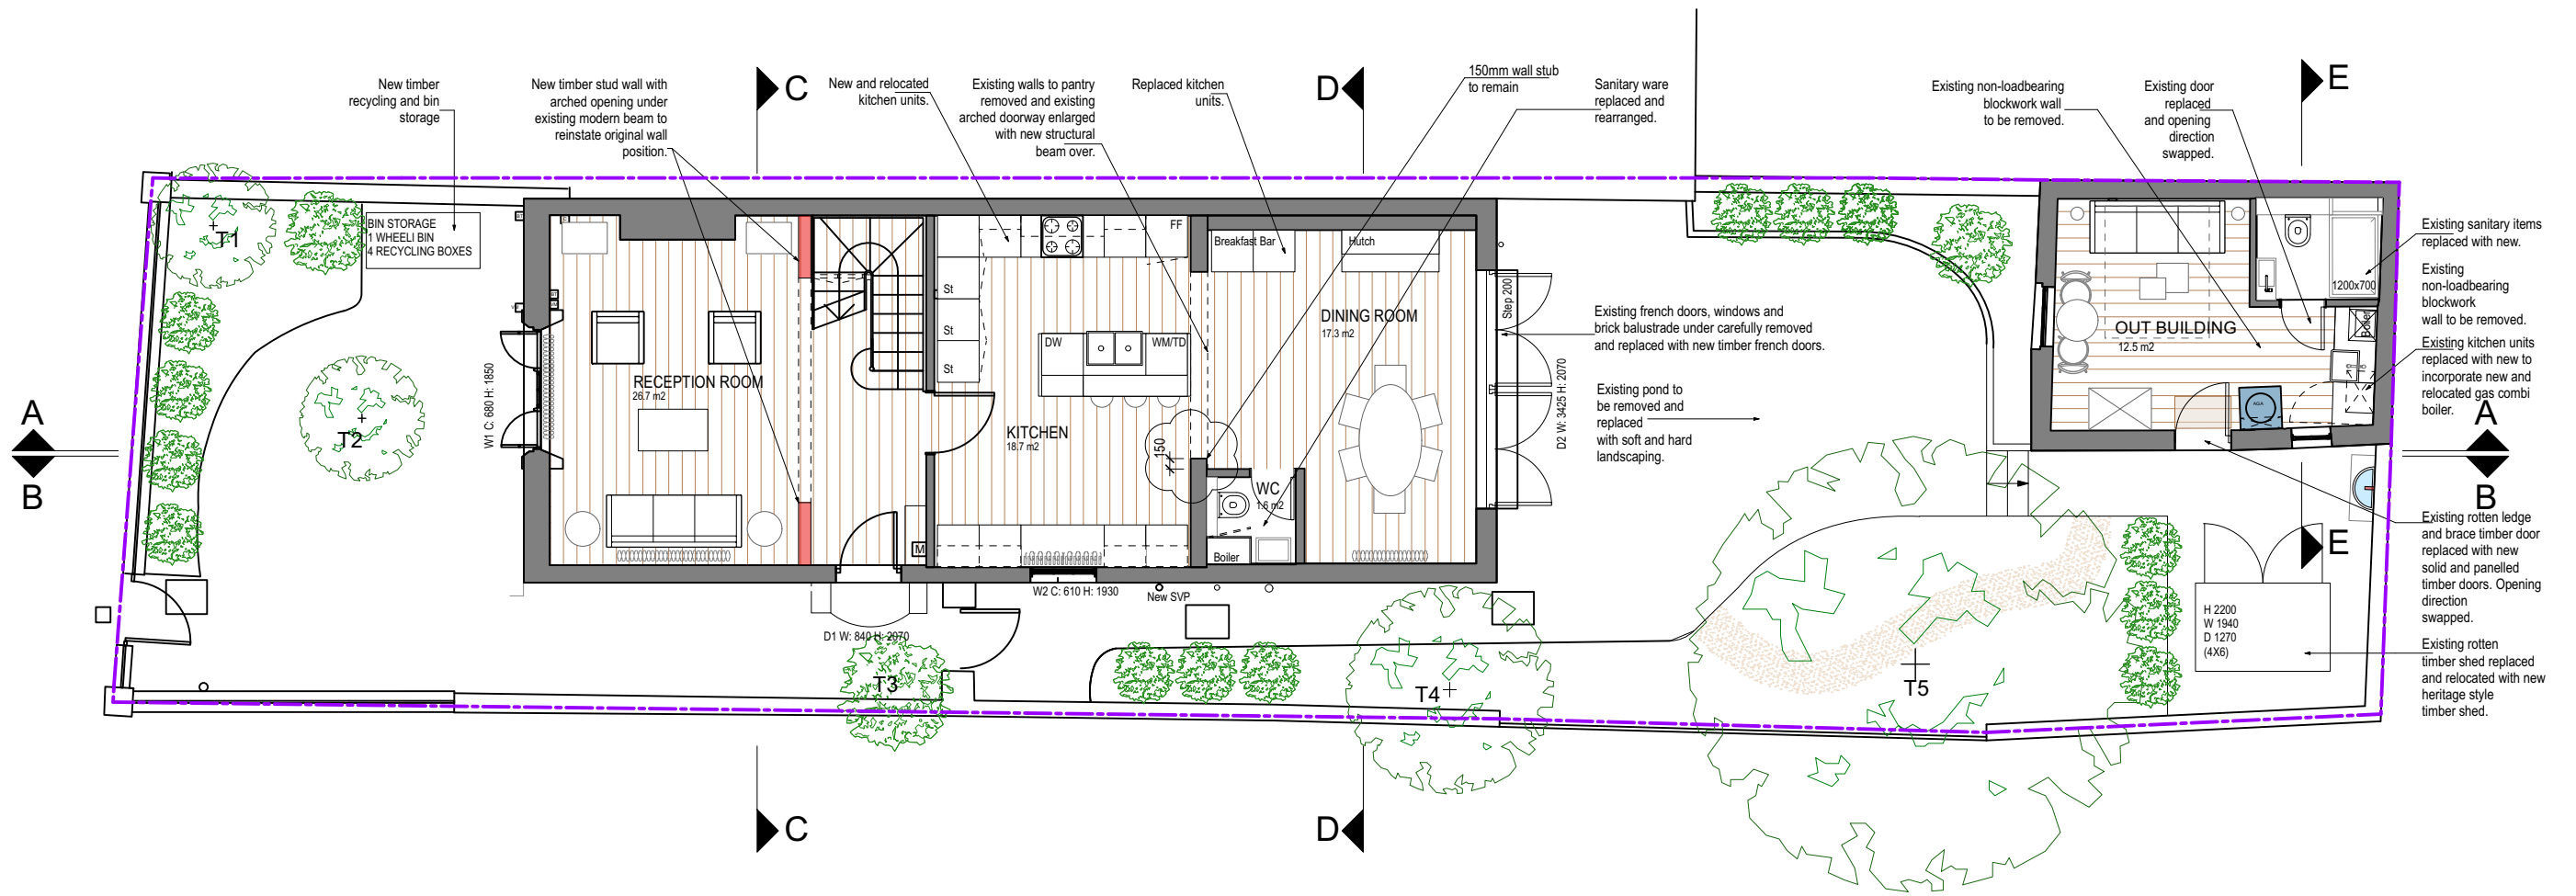 New timber
recycling and bin
storage
New timber stud wall with
arched opening under
existing modern beam to
reinstate original wall
position.
C
New and relocated
kitchen units.
Existing walls to pantry
removed and existing
arched doorway enlarged
with new structural
beam over.
Replaced kitchen
units.
D
150mm wall stub
to remain
Sanitary ware
replaced and
rearranged.
Existing non-loadbearing
blockwork wall
to be removed.
Existing door
replaced
and opening
direction
swapped.
E
T1
BIN STORAGE
1 WHEELI BIN
4 RECYCLING BOXES
FF
Breakfast Bar
Hutch
Step 200
St
St
St
DW
WM/TD
DINING ROOM
17.3 m2
RECEPTION ROOM
26.7 m2
KITCHEN
18.7 m2
150
WC
1.6 m2
Boiler
M
W1 C: 680 H: 1850
D2 W: 3425 H: 2070
W2 C: 610 H: 1930
New SVP
D1 W: 840 H: 2070
T2
T3
T4
T5
Existing french doors, windows and
brick balustrade under carefully removed
and replaced with new timber french doors.
Existing pond to
be removed and
replaced
with soft and hard
landscaping.
OUT BUILDING
12.5 m2
1200x700
Boiler
AGA
Existing sanitary items
replaced with new.
Existing
non-loadbearing
blockwork
wall to be removed.
Existing kitchen units
replaced with new to
incorporate new and
relocated gas combi
boiler.
A
B
A
B
Existing rotten ledge
and brace timber door
replaced with new
solid and panelled
timber doors. Opening
direction
swapped.
E
H 2200
W 1940
D 1270
(4X6)
Existing rotten
timber shed replaced
and relocated with new
heritage style
timber shed.
C
D